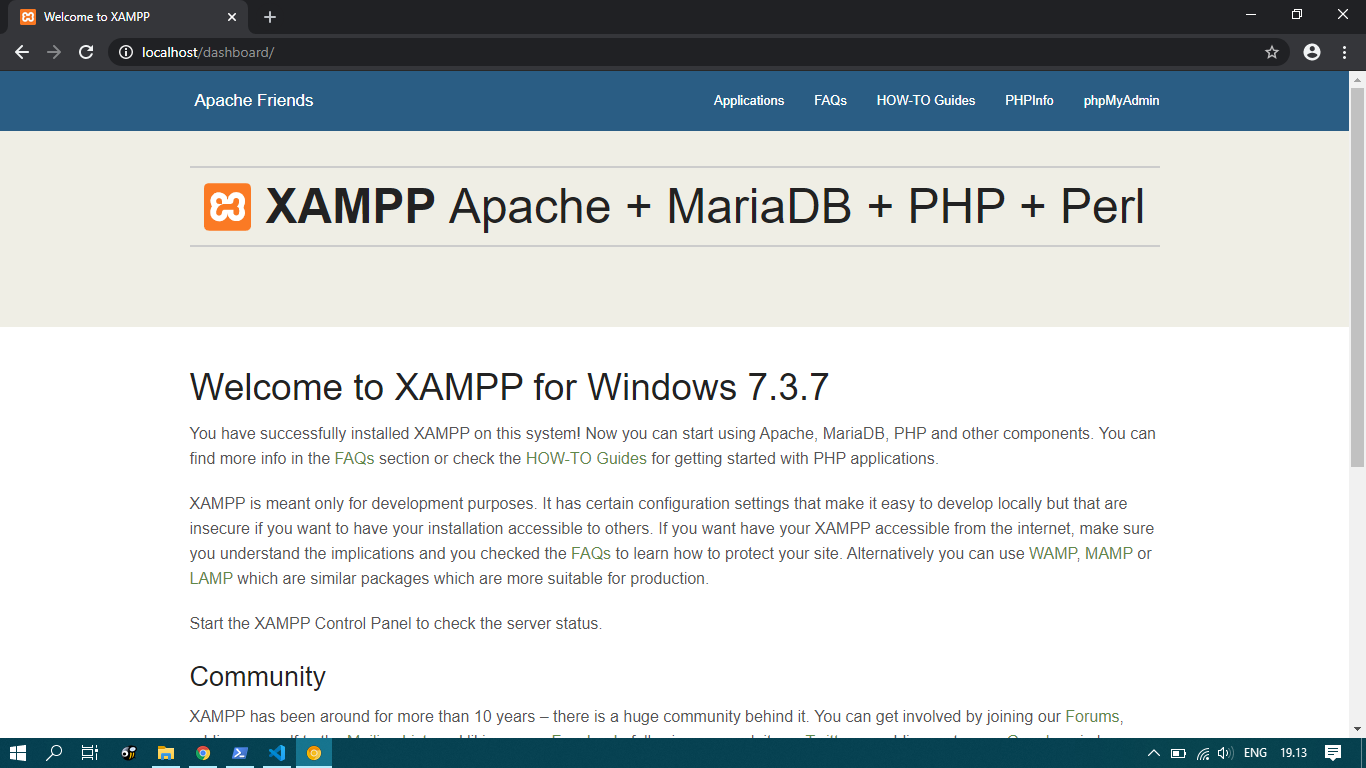 Welcome to XAMPP
localhost/dashboard/
Apache Friends
Applications
FAQs
HOW-TO Guides
PHPInfo
phpMyAdmin
XAMPP Apache + MariaDB + PHP + Perl
Welcome to XAMPP for Windows 7.3.7
You have successfully installed XAMPP on this system! Now you can start using Apache, MariaDB, PHP and other components. You can
find more info in the FAQs section or check the HOW-TO Guides for getting started with PHP applications.
XAMPP is meant only for development purposes. It has certain configuration settings that make it easy to develop locally but that are
insecure if you want to have your installation accessible to others. If you want have your XAMPP accessible from the internet, make sure
you understand the implications and you checked the FAQs to learn how to protect your site. Alternatively you can use WAMP, MAMP or
LAMP which are similar packages which are more suitable for production.
Start the XAMPP Control Panel to check the server status.
Community
XAMPP has been around for more than 10 years – there is a huge community behind it. You can get involved by joining our Forums,
ENG
19.13